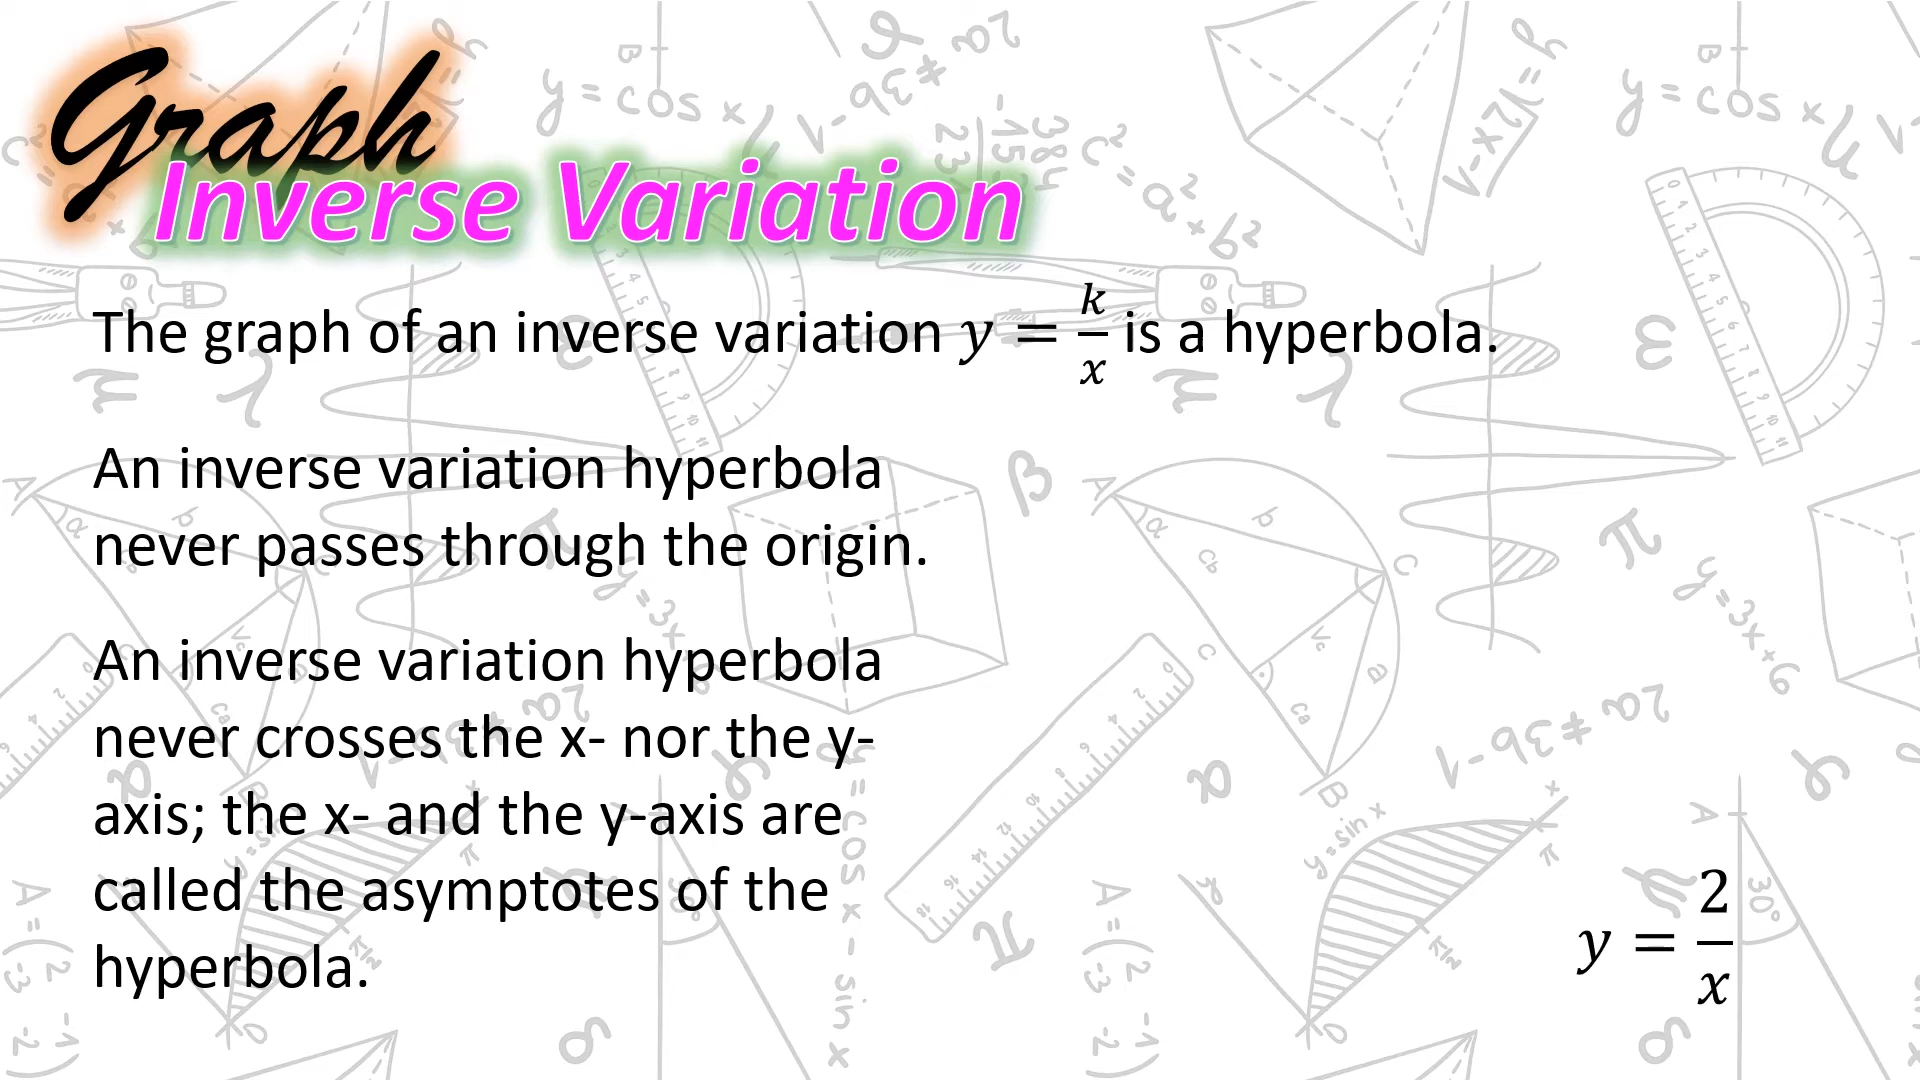 Graph
Inverse Variation
The graph of an inverse variation y = k/x is a hyperbola.
An inverse variation hyperbola
never passes through the origin.
An inverse variation hyperbola
never crosses the x- nor the y-
axis; the x- and the y-axis are
called the asymptotes of the
hyperbola.
y = 2/x